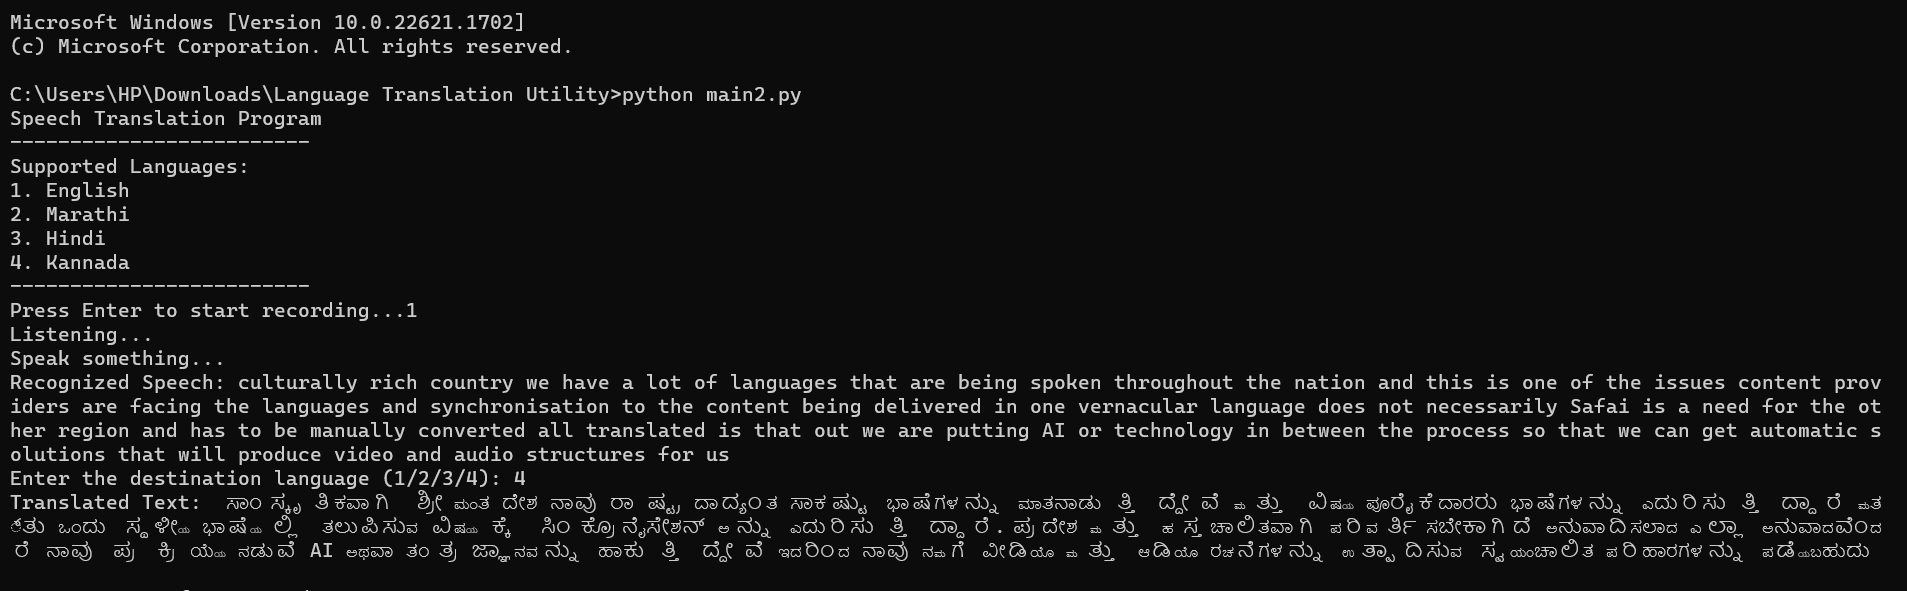 Microsoft Windows [Version 10.0.22621.1702]
(c) Microsoft Corporation. All rights reserved.
C:\Users\HP\Downloads\Language Translation Utility>python main2.py
Speech Translation Program
-------------------------
Supported Languages:
1. English
2. Marathi
3. Hindi
4. Kannada
-------------------------
Press Enter to start recording...1
Listening...
Speak something...
Recognized Speech: culturally rich country we have a lot of languages that are being spoken throughout the nation and this is one of the issues content prov
iders are facing the languages and synchronisation to the content being delivered in one vernacular language does not necessarily Safai is a need for the ot
her region and has to be manually converted all translated is that out we are putting AI or technology in between the process so that we can get automatic s
olutions that will produce video and audio structures for us
Enter the destination language (1/2/3/4): 4
Translated Text: ಸಾಂಸ್ಕೃತಿಕವಾಗಿ ಶ್ರೀಮಂತ ದೇಶ ನಾವು ರಾಷ್ಟ್ರದಾದ್ಯಂತ ಸಾಕಷ್ಟು ಭಾಷೆಗಳನ್ನು ಮಾತನಾಡುತ್ತಿದ್ದೇವೆ ಮತ್ತು ವಿಷಯ ಪೂರೈಕೆದಾರರು ಭಾಷೆಗಳನ್ನು ಎದುರಿಸುತ್ತಿದ್ದಾರೆ ಮತ
್ತು ಒಂದು ಸ್ಥಳೀಯ ಭಾಷೆಯಲ್ಲಿ ತಲುಪಿಸುವ ವಿಷಯಕ್ಕೆ ಸಿಂಕ್ರೊನೈಸೇಶನ್ ಅನ್ನು ಎದುರಿಸುತ್ತಿದ್ದಾರೆ. ಪ್ರದೇಶ ಮತ್ತು ಹಸ್ತಚಾಲಿತವಾಗಿ ಪರಿವರ್ತಿಸಬೇಕಾಗಿದೆ ಅನುವಾದಿಸಲಾದ ಎಲ್ಲಾ ಅನುವಾದವೆಂದ
ರೆ ನಾವು ಪ್ರಕ್ರಿಯೆಯ ನಡುವೆ AI ಅಥವಾ ತಂತ್ರಜ್ಞಾನವನ್ನು ಹಾಕುತ್ತಿದ್ದೇವೆ ಇದರಿಂದ ನಾವು ನಮಗೆ ವೀಡಿಯೊ ಮತ್ತು ಆಡಿಯೊ ರಚನೆಗಳನ್ನು ಉತ್ಪಾದಿಸುವ ಸ್ವಯಂಚಾಲಿತ ಪರಿಹಾರಗಳನ್ನು ಪಡೆಯಬಹುದು